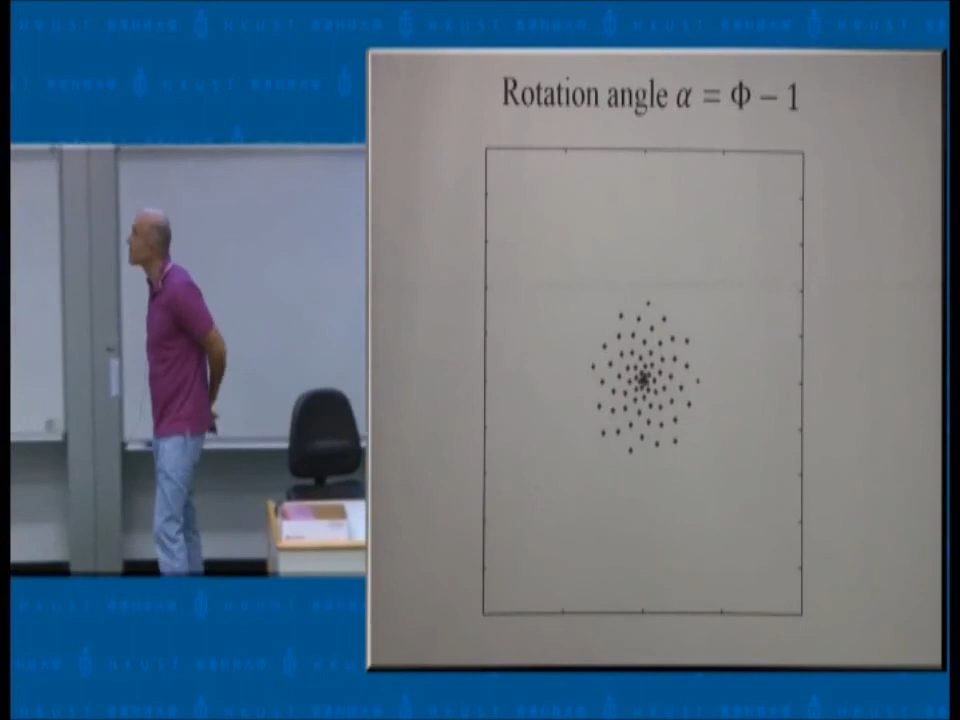 Rotation angle α = Φ − 1